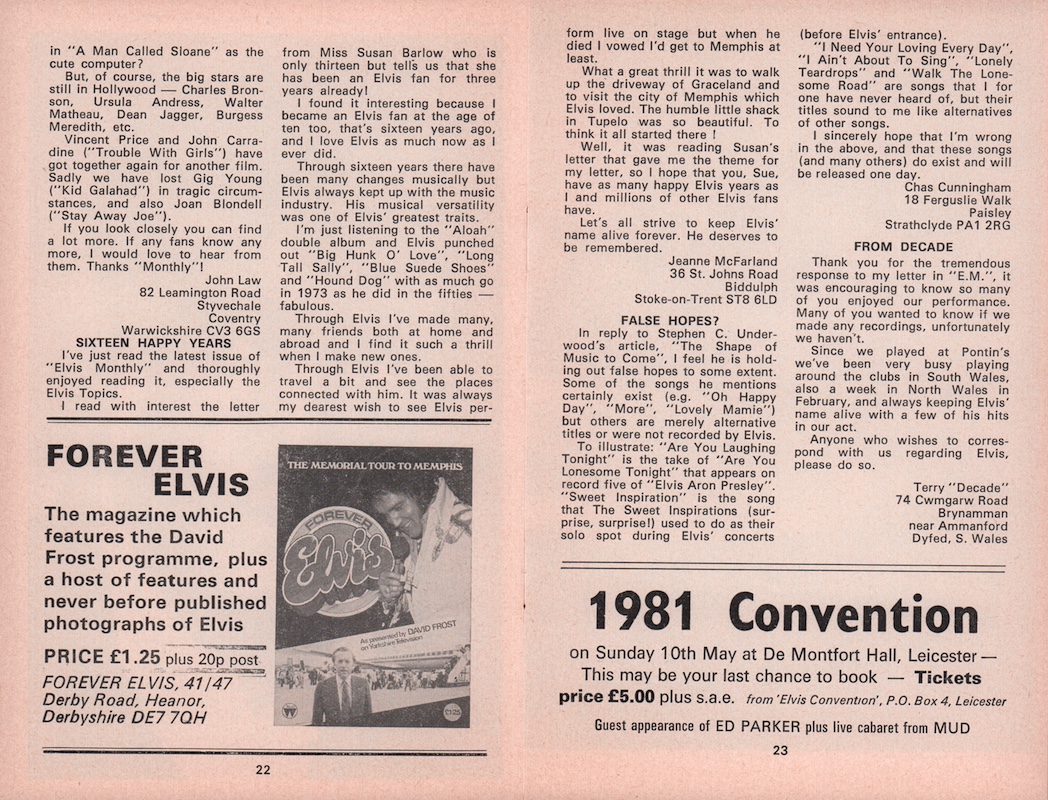 in "A Man Called Sloane" as the
cute computer?
But, of course, the big stars are
still in Hollywood — Charles Bron-
son, Ursula Andress, Walter
Matheau, Dean Jagger, Burgess
Meredith, etc.
Vincent Price and John Carra-
dine ("Trouble With Girls") have
got together again for another film.
Sadly we have lost Gig Young
("Kid Galahad") in tragic circum-
stances, and also Joan Blondell
("Stay Away Joe").
If you look closely you can find
a lot more. If any fans know any
more, I would love to hear from
them. Thanks "Monthly"!
John Law
82 Leamington Road
Styvechale
Coventry
Warwickshire CV3 6GS
SIXTEEN HAPPY YEARS
I've just read the latest issue of
"Elvis Monthly" and thoroughly
enjoyed reading it, especially the
Elvis Topics.
I read with interest the letter
from Miss Susan Barlow who is
only thirteen but tells us that she
has been an Elvis fan for three
years already!
I found it interesting because I
became an Elvis fan at the age of
ten too, that's sixteen years ago,
and I love Elvis as much now as I
ever did.
Through sixteen years there have
been many changes musically but
Elvis always kept up with the music
industry. His musical versatility
was one of Elvis' greatest traits.
I'm just listening to the "Aloah"
double album and Elvis punched
out "Big Hunk O' Love", "Long
Tall Sally", "Blue Suede Shoes"
and "Hound Dog" with as much go
in 1973 as he did in the fifties —
fabulous.
Through Elvis I've made many,
many friends both at home and
abroad and I find it such a thrill
when I make new ones.
Through Elvis I've been able to
travel a bit and see the places
connected with him. It was always
my dearest wish to see Elvis per-
FOREVER
ELVIS
The magazine which
features the David
Frost programme, plus
a host of features and
never before published
photographs of Elvis
PRICE £1.25 plus 20p post
FOREVER ELVIS, 41/47
Derby Road, Heanor,
Derbyshire DE7 7QH
THE MEMORIAL TOUR TO MEMPHIS
FOREVER
Elvis
As presented by DAVID FROST
on Yorkshire Television
£1.25
22
form live on stage but when he
died I vowed I'd get to Memphis at
least.
What a great thrill it was to walk
up the driveway of Graceland and
to visit the city of Memphis which
Elvis loved. The humble little shack
in Tupelo was so beautiful. To
think it all started there !
Well, it was reading Susan's
letter that gave me the theme for
my letter, so I hope that you, Sue,
have as many happy Elvis years as
I and millions of other Elvis fans
have.
Let's all strive to keep Elvis'
name alive forever. He deserves to
be remembered.
Jeanne McFarland
36 St. Johns Road
Biddulph
Stoke-on-Trent ST8 6LD
FALSE HOPES?
In reply to Stephen C. Under-
wood's article, "The Shape of
Music to Come", I feel he is hold-
ing out false hopes to some extent.
Some of the songs he mentions
certainly exist (e.g. "Oh Happy
Day", "More", "Lovely Mamie")
but others are merely alternative
titles or were not recorded by Elvis.
To illustrate: "Are You Laughing
Tonight" is the take of "Are You
Lonesome Tonight" that appears on
record five of "Elvis Aron Presley".
"Sweet Inspiration" is the song
that The Sweet Inspirations (sur-
prise, surprise!) used to do as their
solo spot during Elvis' concerts
(before Elvis' entrance).
"I Need Your Loving Every Day",
"I Ain't About To Sing", "Lonely
Teardrops" and "Walk The Lone-
some Road" are songs that I for
one have never heard of, but their
titles sound to me like alternatives
of other songs.
I sincerely hope that I'm wrong
in the above, and that these songs
(and many others) do exist and will
be released one day.
Chas Cunningham
18 Ferguslie Walk
Paisley
Strathclyde PA1 2RG
FROM DECADE
Thank you for the tremendous
response to my letter in "E.M.", it
was encouraging to know so many
of you enjoyed our performance.
Many of you wanted to know if we
made any recordings, unfortunately
we haven't.
Since we played at Pontin's
we've been very busy playing
around the clubs in South Wales,
also a week in North Wales in
February, and always keeping Elvis'
name alive with a few of his hits
in our act.
Anyone who wishes to corres-
pond with us regarding Elvis,
please do so.
Terry "Decade"
74 Cwmgarw Road
Brynamman
near Ammanford
Dyfed, S. Wales
1981 Convention
on Sunday 10th May at De Montfort Hall, Leicester —
This may be your last chance to book — Tickets
price £5.00 plus s.a.e. from 'Elvis Convention', P.O. Box 4, Leicester
Guest appearance of ED PARKER plus live cabaret from MUD
23